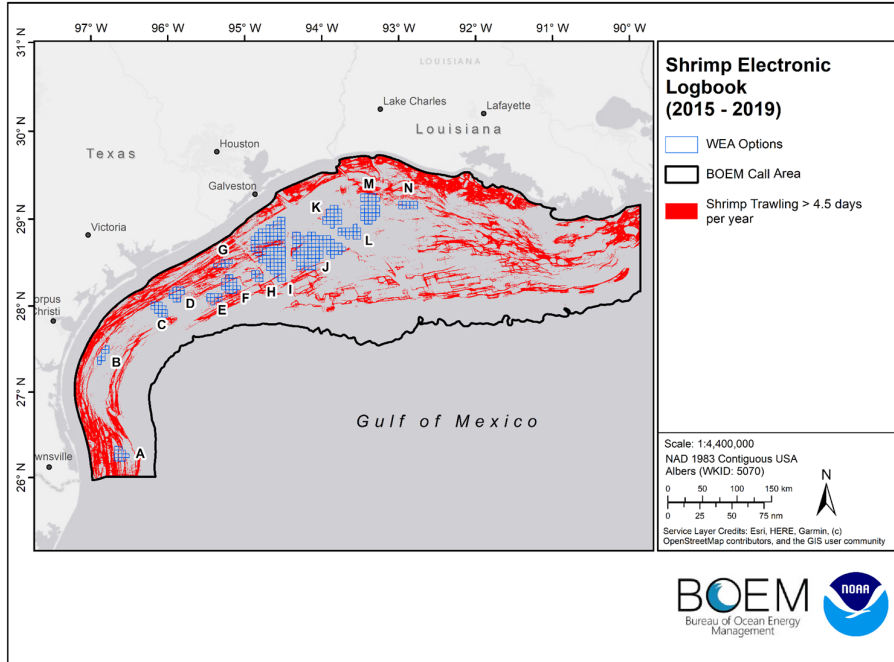 97° W 96° W 95° W 94° W 93° W 92° W 91° W 90° W
31° N
30° N
29° N
28° N
27° N
26° N
LOUISIANA
Lake Charles
Lafayette
Louisiana
Texas
Houston
Galveston
Victoria
orpus
Christi
wnsville
M
N
K
L
G
J
I
H
F
E
D
C
B
A
Gulf of Mexico
Shrimp Electronic
Logbook
(2015 - 2019)
WEA Options
BOEM Call Area
Shrimp Trawling > 4.5 days
per year
Scale: 1:4,400,000
NAD 1983 Contiguous USA
Albers (WKID: 5070)
N
0 50 100 150 km
0 25 50 75 nm
Service Layer Credits: Esri, HERE, Garmin, (c)
OpenStreetMap contributors, and the GIS user community
BOEM
Bureau of Ocean Energy
Management
NOAA